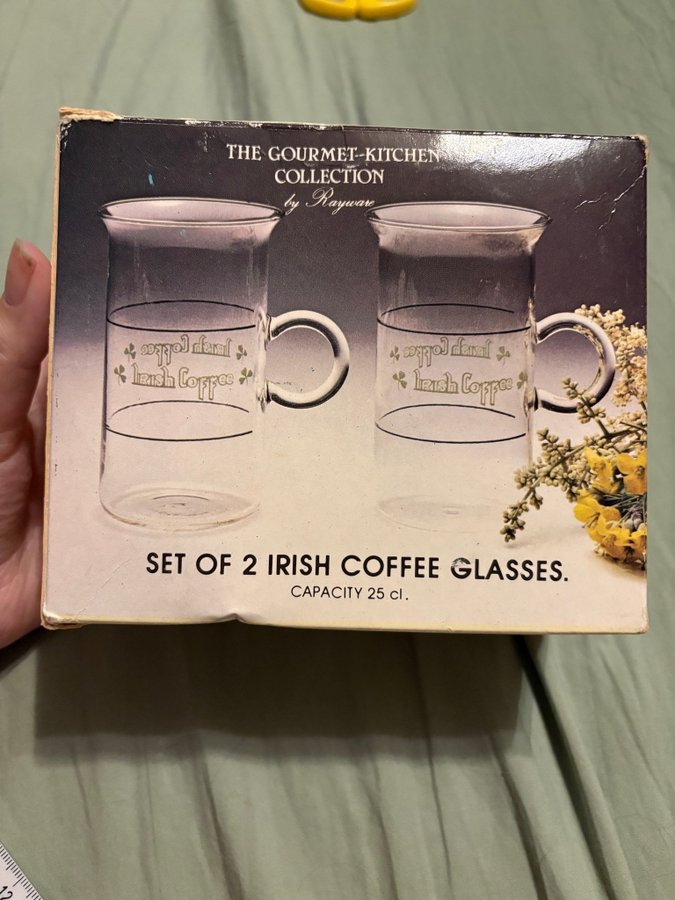 THE GOURMET-KITCHEN
COLLECTION
by Rayware
Irish Coffee
Irish Coffee
Irish Coffee
Irish Coffee
SET OF 2 IRISH COFFEE GLASSES.
CAPACITY 25 cl.
12